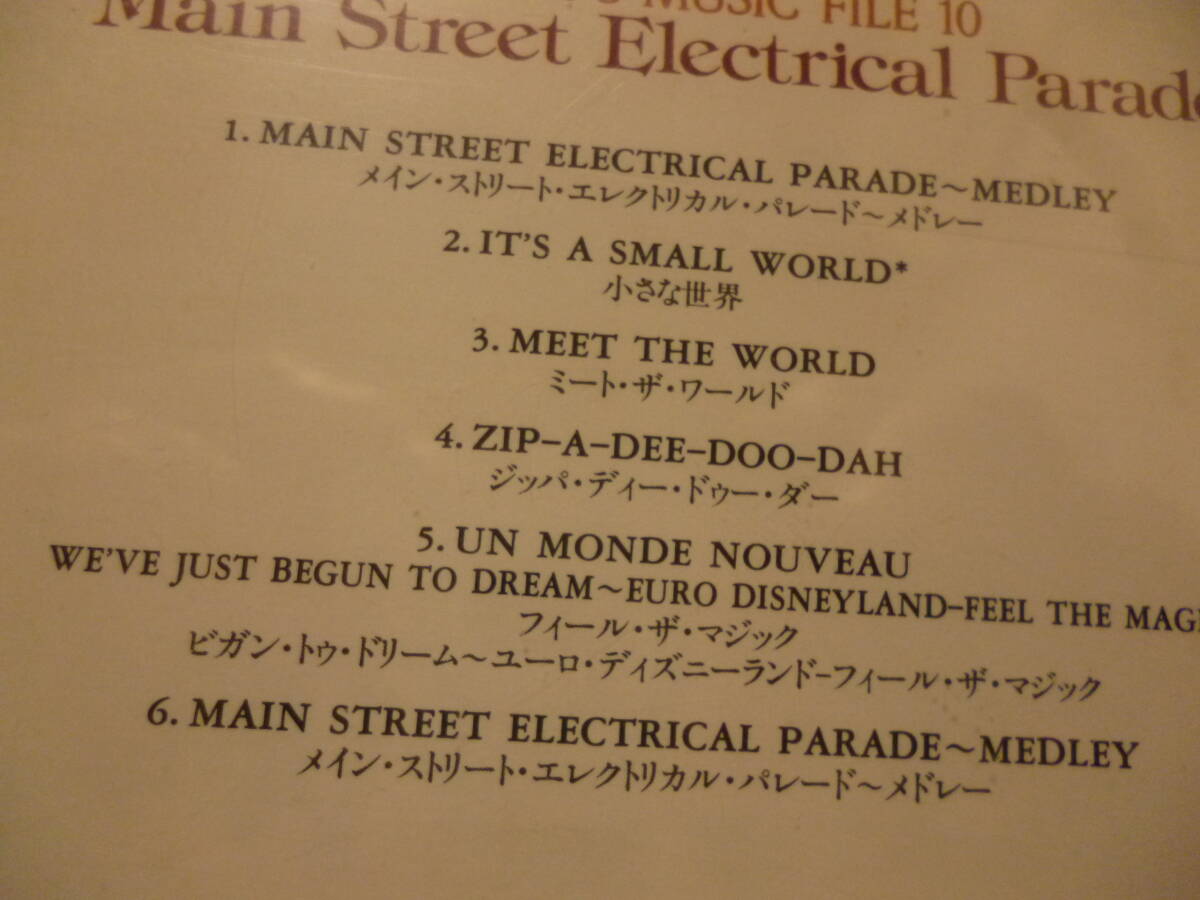 MUSIC FILE 10
Main Street Electrical Parade
1. MAIN STREET ELECTRICAL PARADE～MEDLEY
メイン・ストリート・エレクトリカル・パレード～メドレー
2. IT'S A SMALL WORLD*
小さな世界
3. MEET THE WORLD
ミート・ザ・ワールド
4. ZIP-A-DEE-DOO-DAH
ジッパ・ディー・ドゥー・ダー
5. UN MONDE NOUVEAU
WE'VE JUST BEGUN TO DREAM～EURO DISNEYLAND-FEEL THE MAGI
フィール・ザ・マジック
ビガン・トゥ・ドリーム～ユーロ・ディズニーランド-フィール・ザ・マジック
6. MAIN STREET ELECTRICAL PARADE～MEDLEY
メイン・ストリート・エレクトリカル・パレード～メドレー